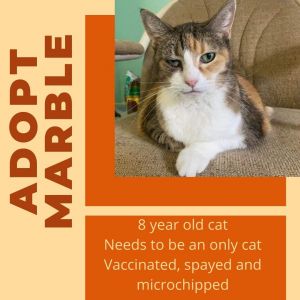 ADOPT
MARBLE
8 year old cat
Needs to be an only cat
Vaccinated, spayed and
microchipped